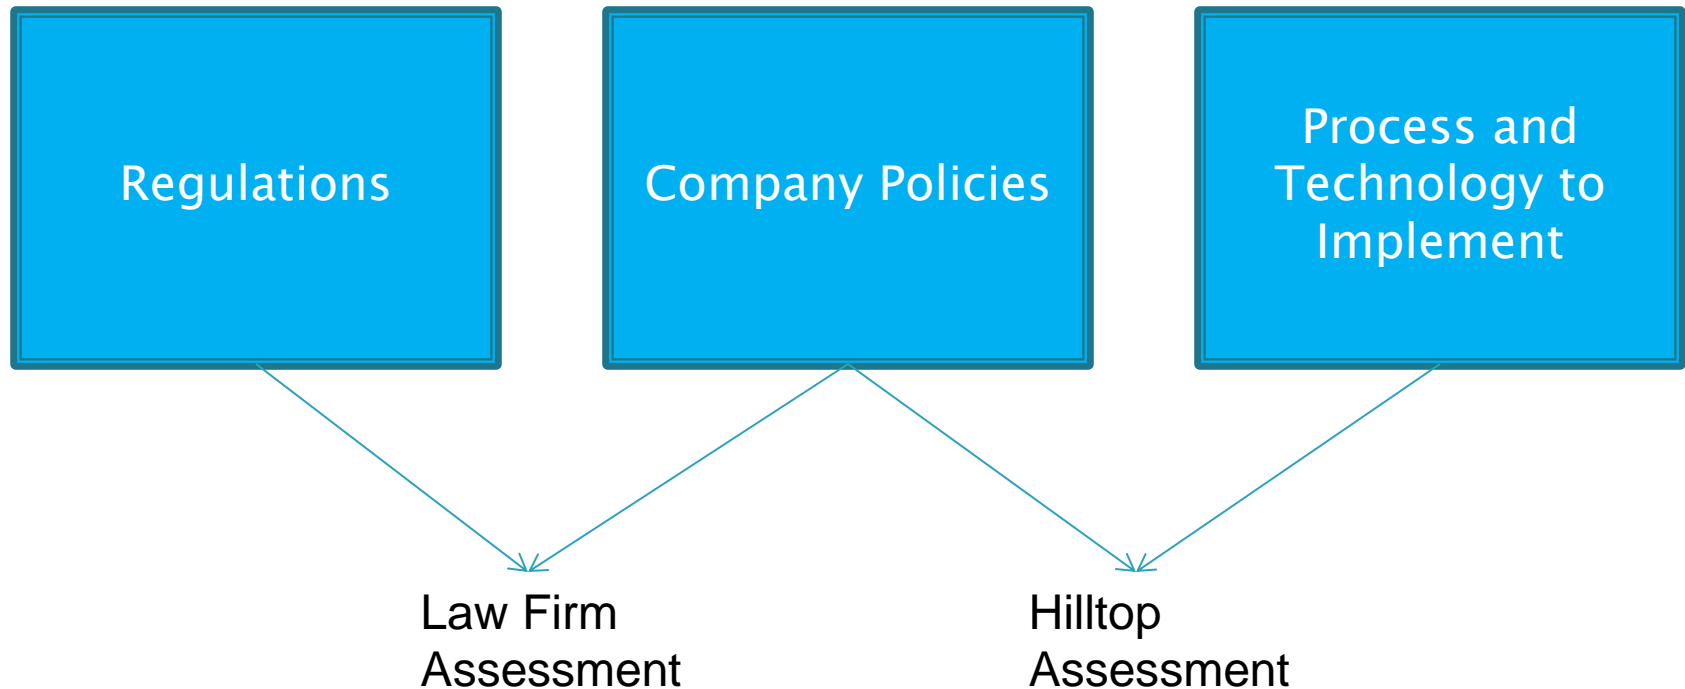 Regulations
Company Policies
Process and
Technology to
Implement
Law Firm
Assessment
Hilltop
Assessment